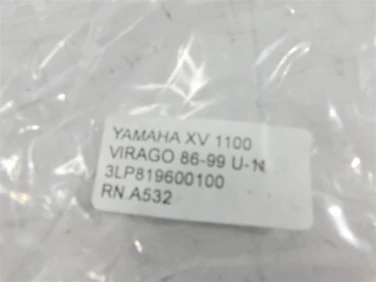 YAMAHA XV 1100
VIRAGO 86-99 U-N
3LP819600100
RN A532